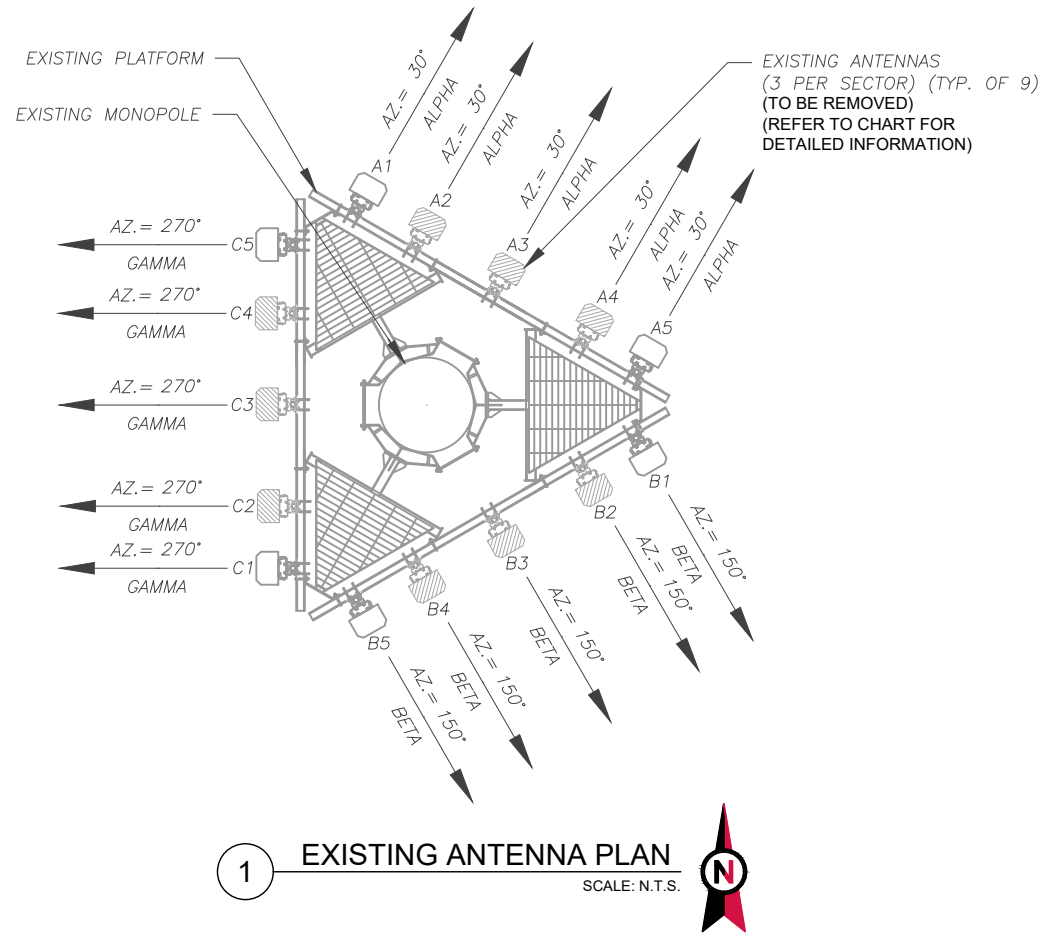 EXISTING PLATFORM
EXISTING MONOPOLE
EXISTING ANTENNAS
(3 PER SECTOR) (TYP. OF 9)
(TO BE REMOVED)
(REFER TO CHART FOR
DETAILED INFORMATION)
AZ.= 30°
ALPHA
A1
AZ.= 30°
ALPHA
A2
AZ.= 30°
ALPHA
A3
AZ.= 30°
ALPHA
A4
AZ.= 30°
ALPHA
A5
AZ.= 270°
C5
GAMMA
AZ.= 270°
C4
GAMMA
AZ.= 270°
C3
GAMMA
AZ.= 270°
C2
GAMMA
AZ.= 270°
C1
GAMMA
B1
AZ.= 150°
BETA
B2
AZ.= 150°
BETA
B3
AZ.= 150°
BETA
B4
AZ.= 150°
BETA
B5
AZ.= 150°
BETA
1
EXISTING ANTENNA PLAN
SCALE: N.T.S.
N